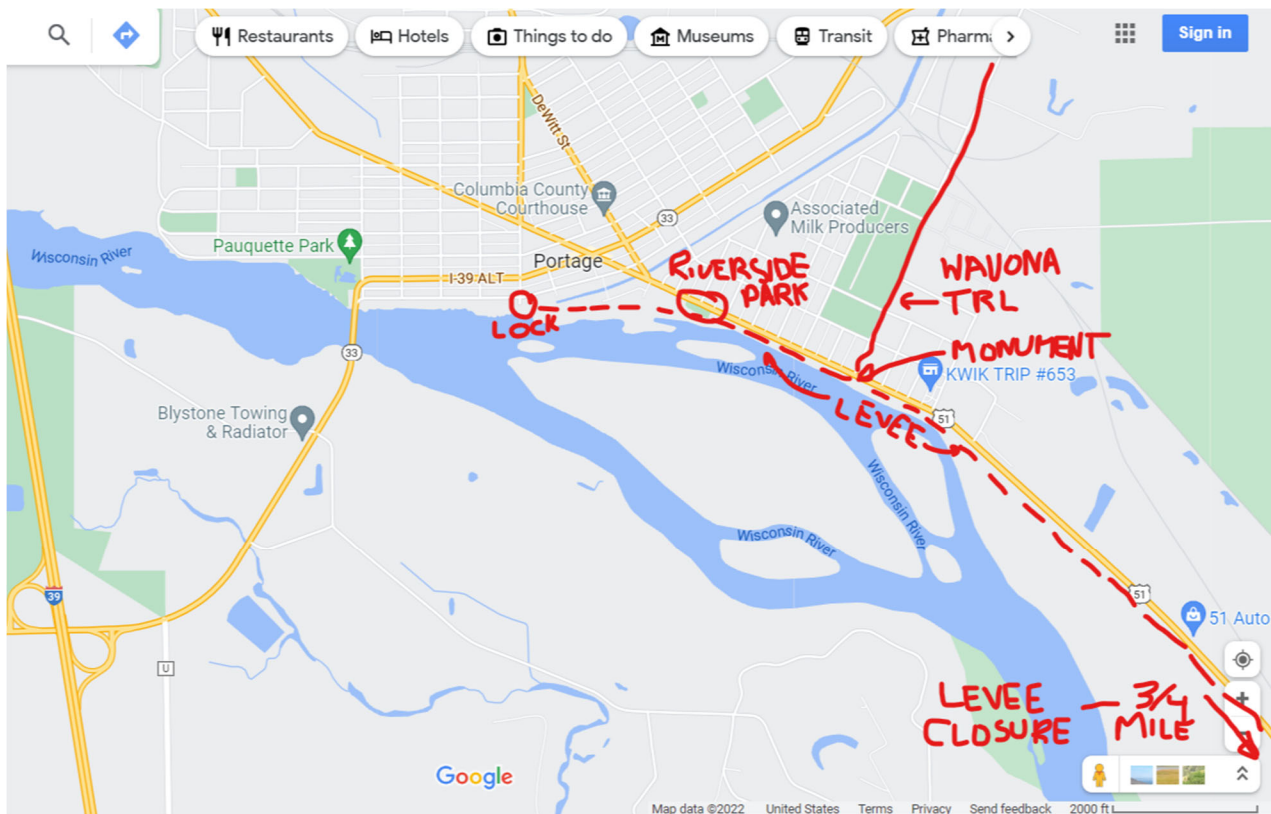 Restaurants
Hotels
Things to do
Museums
Transit
Pharma
Sign in
DeWitt St
Columbia County
Courthouse
33
Associated
Milk Producers
Wisconsin River
Pauquette Park
Portage
I-39 ALT
RIVERSIDE
PARK
WAUONA
TRL
LOCK
33
MONUMENT
Wisconsin River
KWIK TRIP #653
LEVEE
51
Blystone Towing
& Radiator
Wisconsin River
Wisconsin River
39
51
51 Auto
U
LEVEE
CLOSURE
3/4
MILE
Google
Map data ©2022 United States Terms Privacy Send feedback 2000 ft